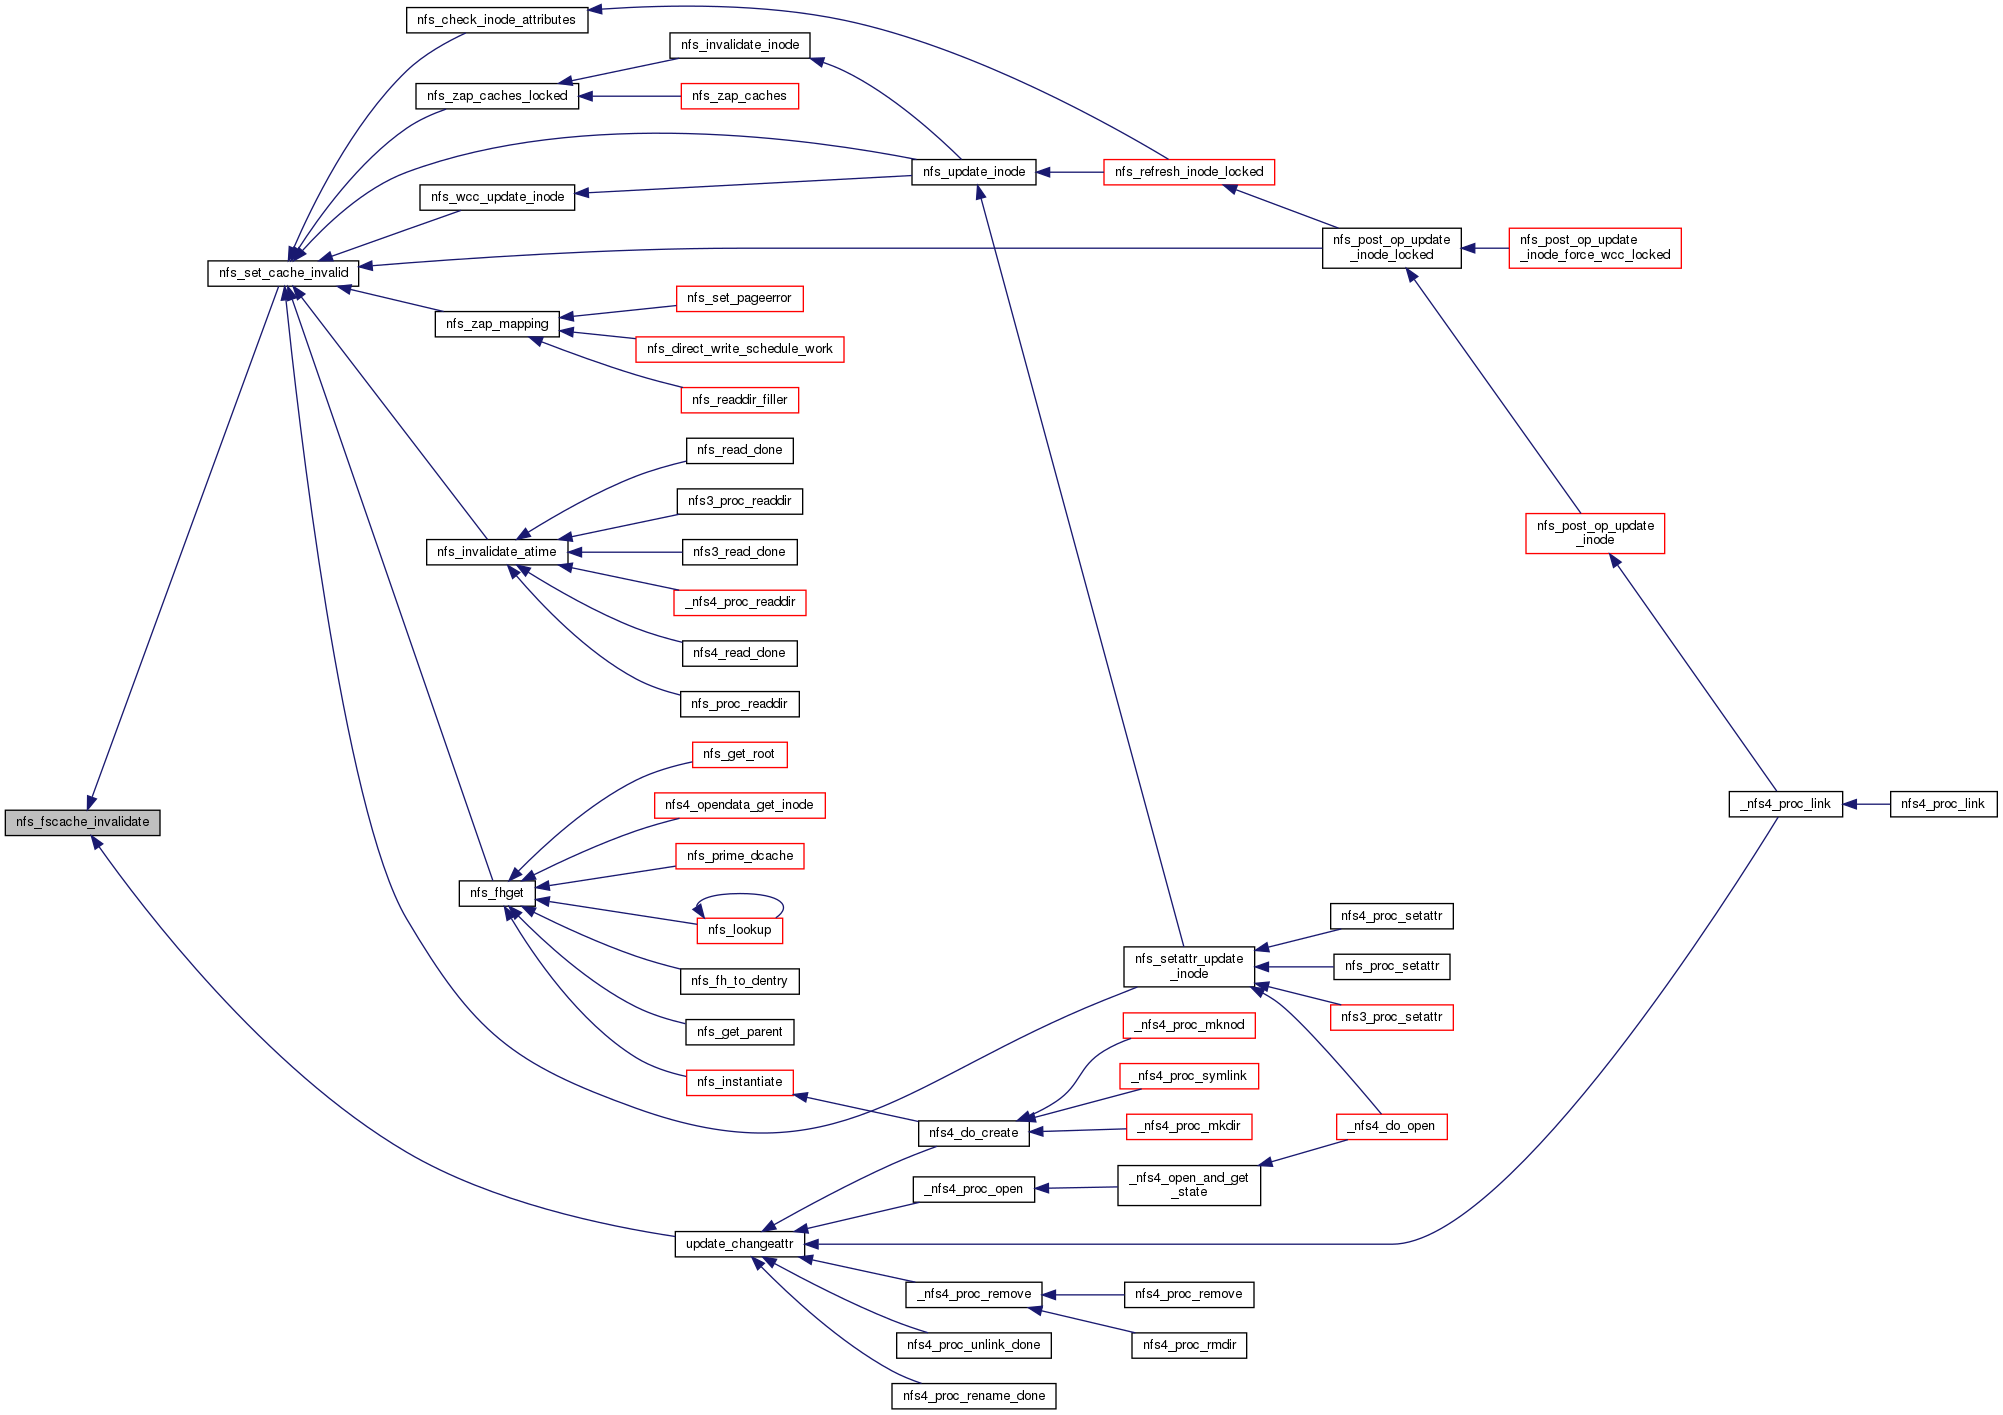 nfs_check_inode_attributes
nfs_invalidate_inode
nfs_zap_caches_locked
nfs_zap_caches
nfs_update_inode
nfs_refresh_inode_locked
nfs_wcc_update_inode
nfs_post_op_update
_inode_locked
nfs_post_op_update
_inode_force_wcc_locked
nfs_set_cache_invalid
nfs_set_pageerror
nfs_zap_mapping
nfs_direct_write_schedule_work
nfs_readdir_filler
nfs_read_done
nfs3_proc_readdir
nfs_post_op_update
_inode
nfs_invalidate_atime
nfs3_read_done
_nfs4_proc_readdir
nfs4_read_done
nfs_proc_readdir
nfs_get_root
nfs4_opendata_get_inode
_nfs4_proc_link
nfs4_proc_link
nfs_fscache_invalidate
nfs_prime_dcache
nfs_fhget
nfs_lookup
nfs4_proc_setattr
nfs_setattr_update
_inode
nfs_proc_setattr
nfs_fh_to_dentry
nfs3_proc_setattr
nfs_get_parent
_nfs4_proc_mknod
nfs_instantiate
_nfs4_proc_symlink
nfs4_do_create
_nfs4_proc_mkdir
_nfs4_do_open
_nfs4_proc_open
_nfs4_open_and_get
_state
update_changeattr
_nfs4_proc_remove
nfs4_proc_remove
nfs4_proc_unlink_done
nfs4_proc_rmdir
nfs4_proc_rename_done